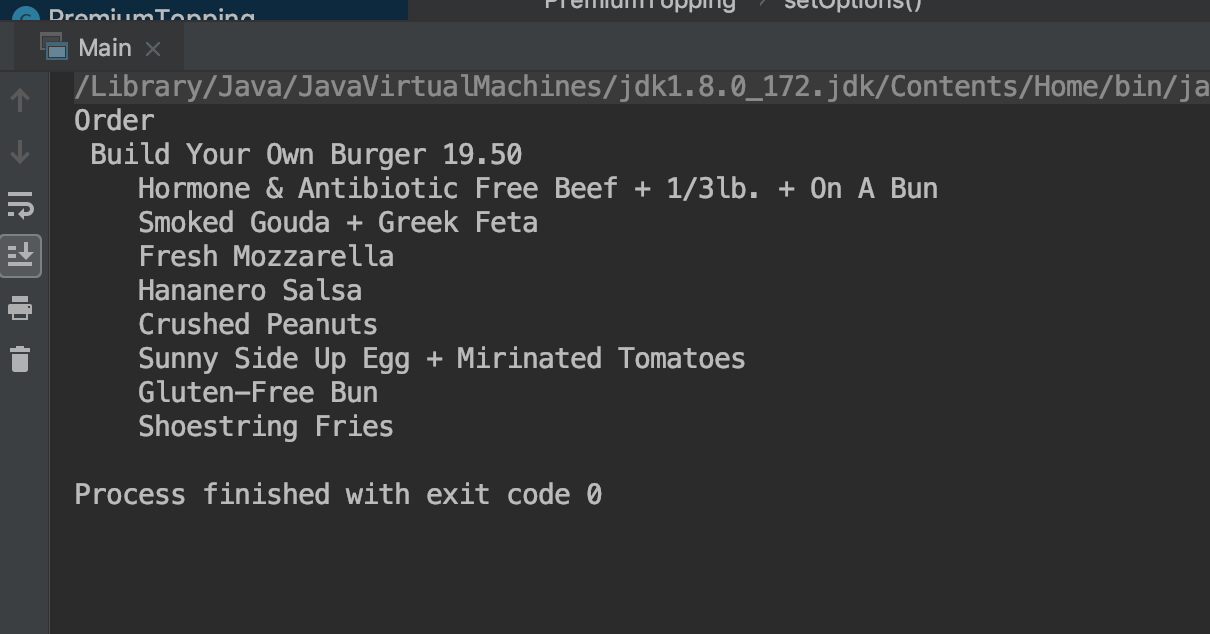 PremiumTopping PremiumTopping setOptions()
Main
/Library/Java/JavaVirtualMachines/jdk1.8.0_172.jdk/Contents/Home/bin/ja
Order
Build Your Own Burger 19.50
Hormone & Antibiotic Free Beef + 1/3lb. + On A Bun
Smoked Gouda + Greek Feta
Fresh Mozzarella
Hananero Salsa
Crushed Peanuts
Sunny Side Up Egg + Mirinated Tomatoes
Gluten-Free Bun
Shoestring Fries
Process finished with exit code 0